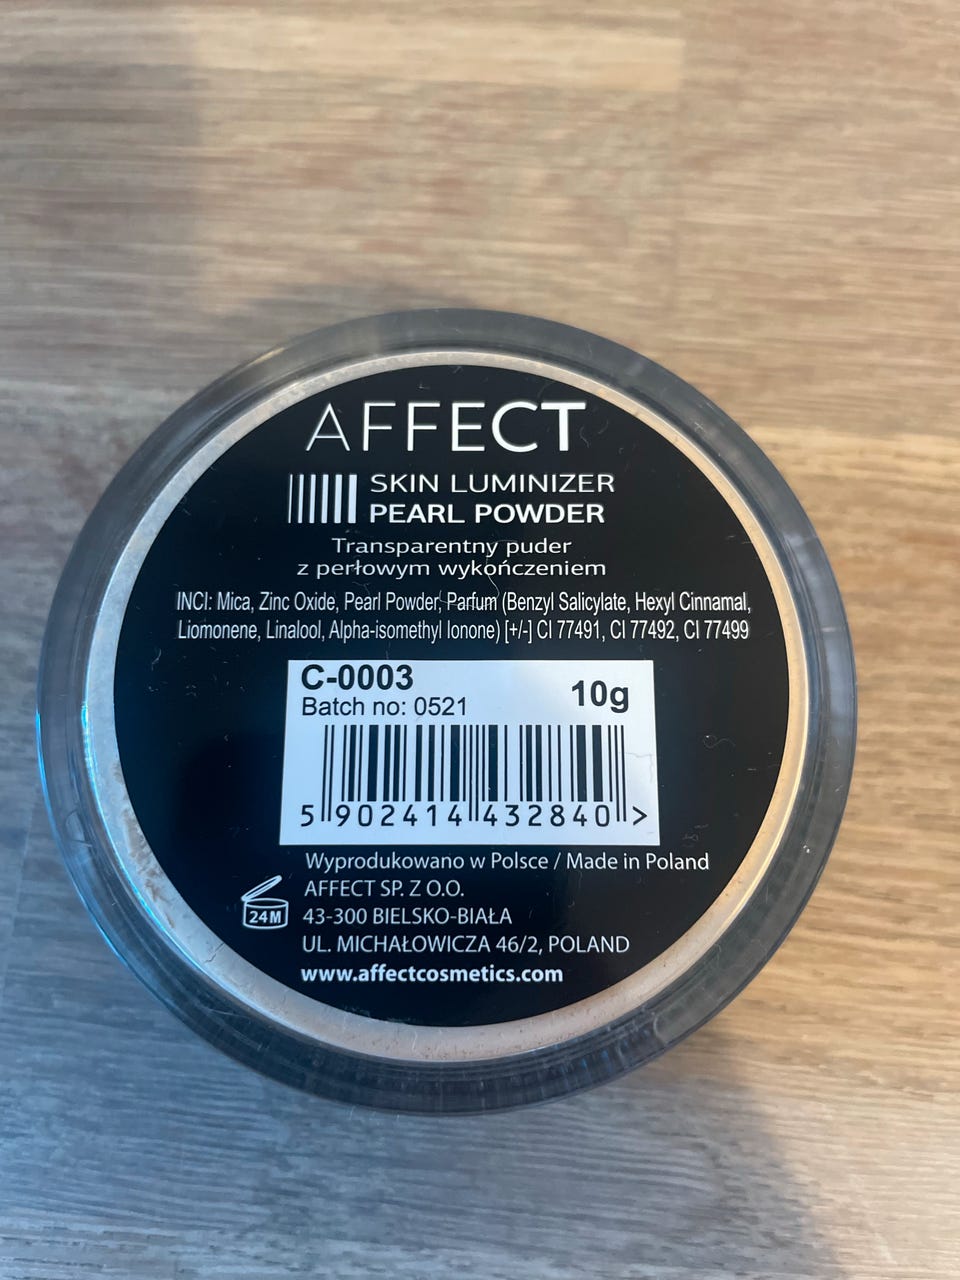 AFFECT
SKIN LUMINIZER
PEARL POWDER
Transparentny puder
z perłowym wykończeniem
INCI: Mica, Zinc Oxide, Pearl Powder, Parfum (Benzyl Salicylate, Hexyl Cinnamal,
Liomonene, Linalool, Alpha-isomethyl Ionone) [+/-] CI 77491, CI 77492, CI 77499
C-0003
10g
Batch no: 0521
5 902414 432840 >
Wyprodukowano w Polsce / Made in Poland
AFFECT SP. Z O.O.
24M
43-300 BIELSKO-BIAŁA
UL. MICHAŁOWICZA 46/2, POLAND
www.affectcosmetics.com